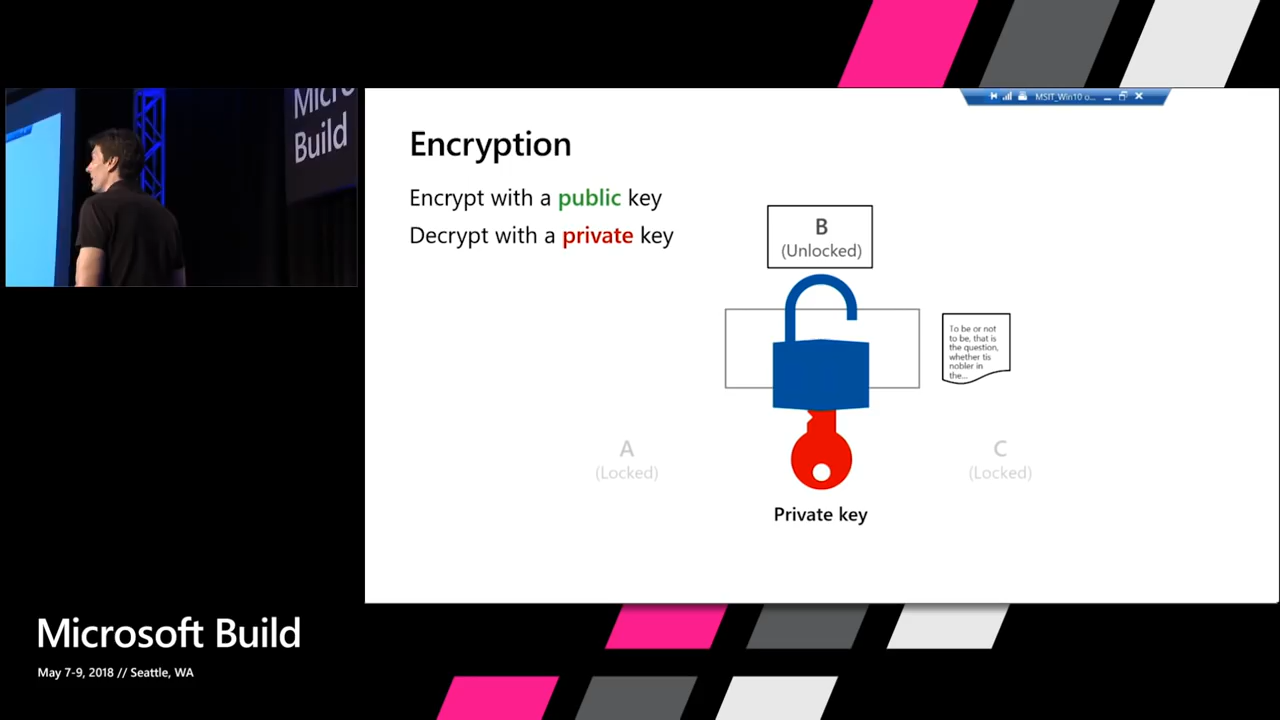 Micro
Build
MSIT_Win10 o...
Encryption
Encrypt with a public key
Decrypt with a private key
B
(Unlocked)
To be or not
to be, that is
the question,
whether tis
nobler in
the...
A
(Locked)
C
(Locked)
Private key
Microsoft Build
May 7-9, 2018 // Seattle, WA